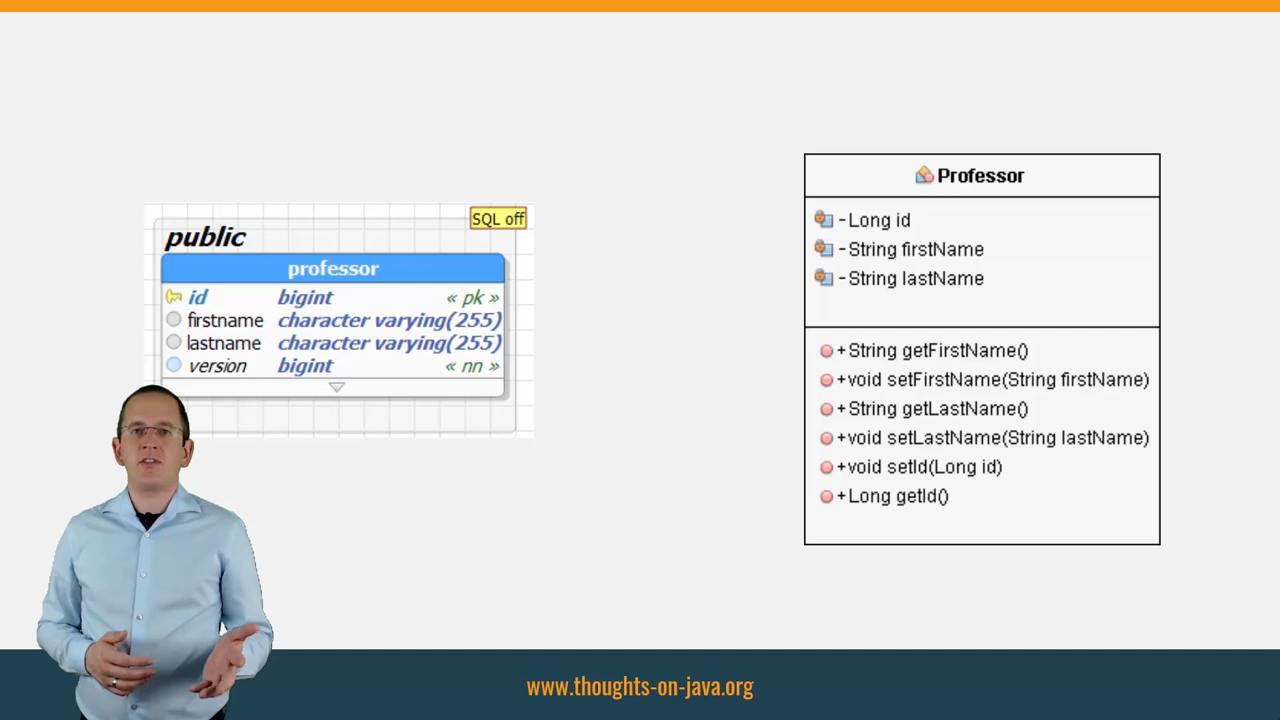 SQL off
public
professor
id bigint « pk »
firstname character varying(255)
lastname character varying(255)
version bigint « nn »
Professor
-Long id
-String firstName
-String lastName
+String getFirstName()
+void setFirstName(String firstName)
+String getLastName()
+void setLastName(String lastName)
+void setId(Long id)
+Long getId()
www.thoughts-on-java.org